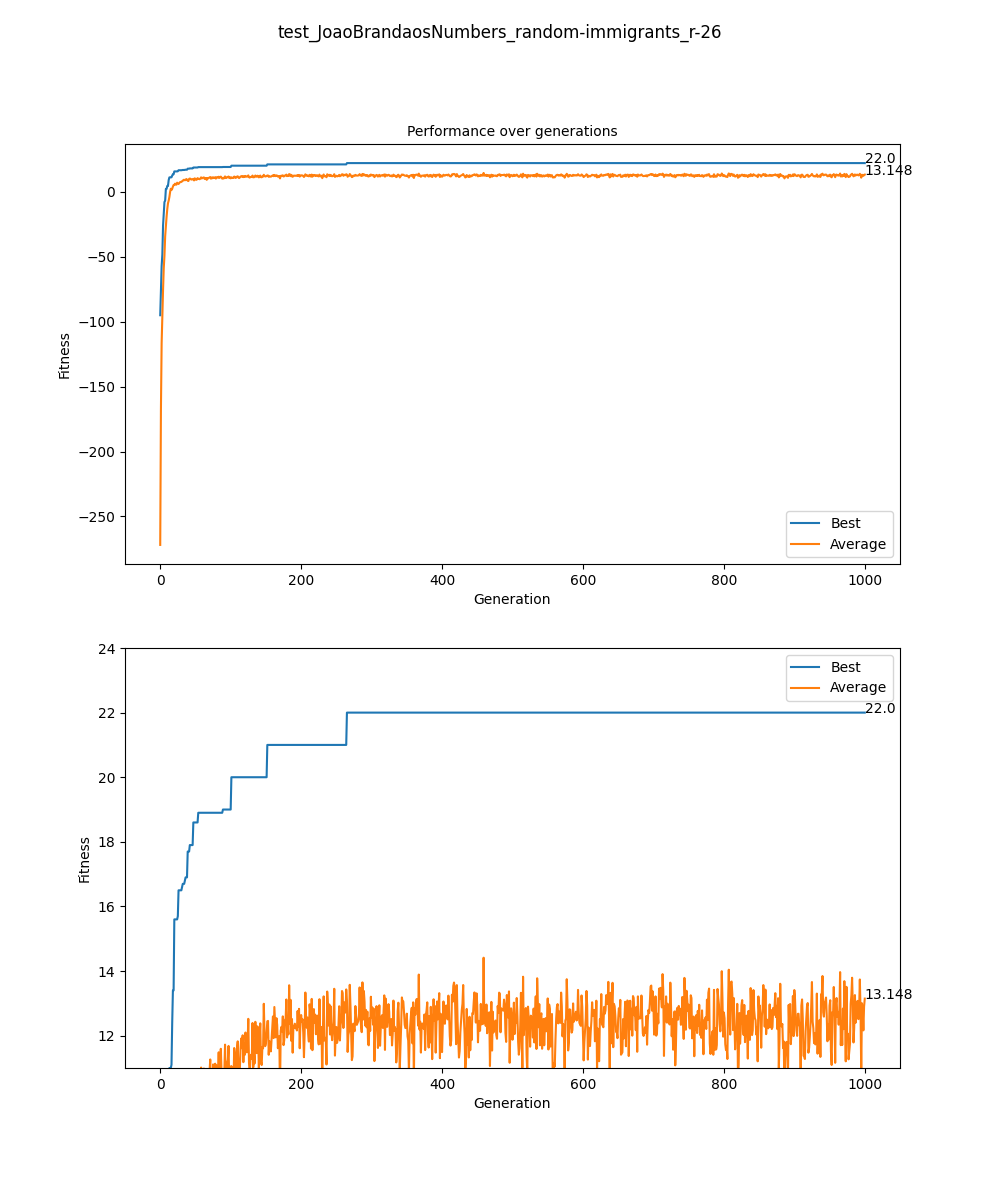 test_JoaoBrandaosNumbers_random-immigrants_r-26
Performance over generations
22.0
13.148
0
−50
−100
−150
−200
−250
Fitness
Best
Average
0 200 400 600 800 1000
Generation
24
22
20
18
16
14
12
Fitness
Best
Average
22.0
13.148
0 200 400 600 800 1000
Generation